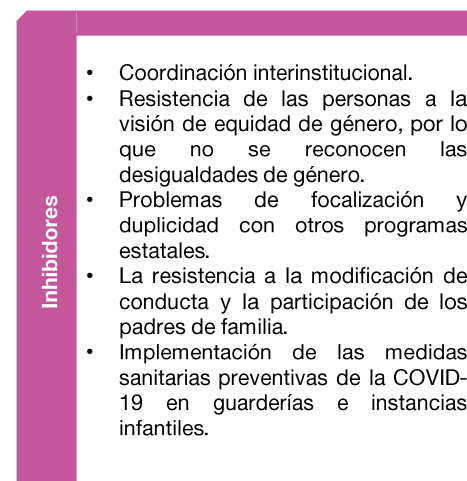 Inhibidores
• Coordinación interinstitucional.
• Resistencia de las personas a la
visión de equidad de género, por lo
que no se reconocen las
desigualdades de género.
• Problemas de focalización y
duplicidad con otros programas
estatales.
• La resistencia a la modificación de
conducta y la participación de los
padres de familia.
• Implementación de las medidas
sanitarias preventivas de la COVID-
19 en guarderías e instancias
infantiles.